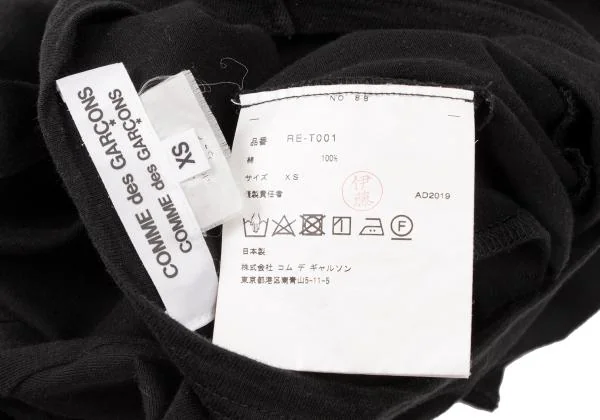 COMME des GARÇONS
COMME des GARÇONS
XS
NO 88
品番 RE-T001
綿 100%
サイズ XS
縫製責任者
伊藤
AD2019
日本製
株式会社 コム デ ギャルソン
東京都港区南青山5-11-5